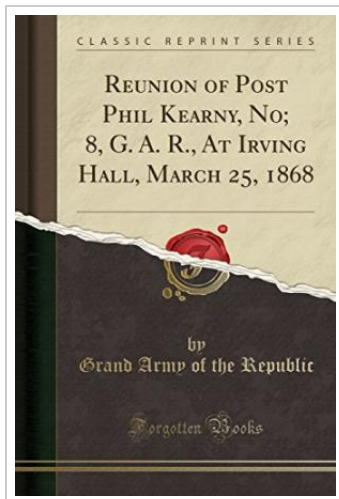 CLASSIC REPRINT SERIES
REUNION OF POST
PHIL KEARNY, NO;
8, G. A. R., AT IRVING
HALL, MARCH 25, 1868
by
Grand Army of the Republic
Forgotten Books